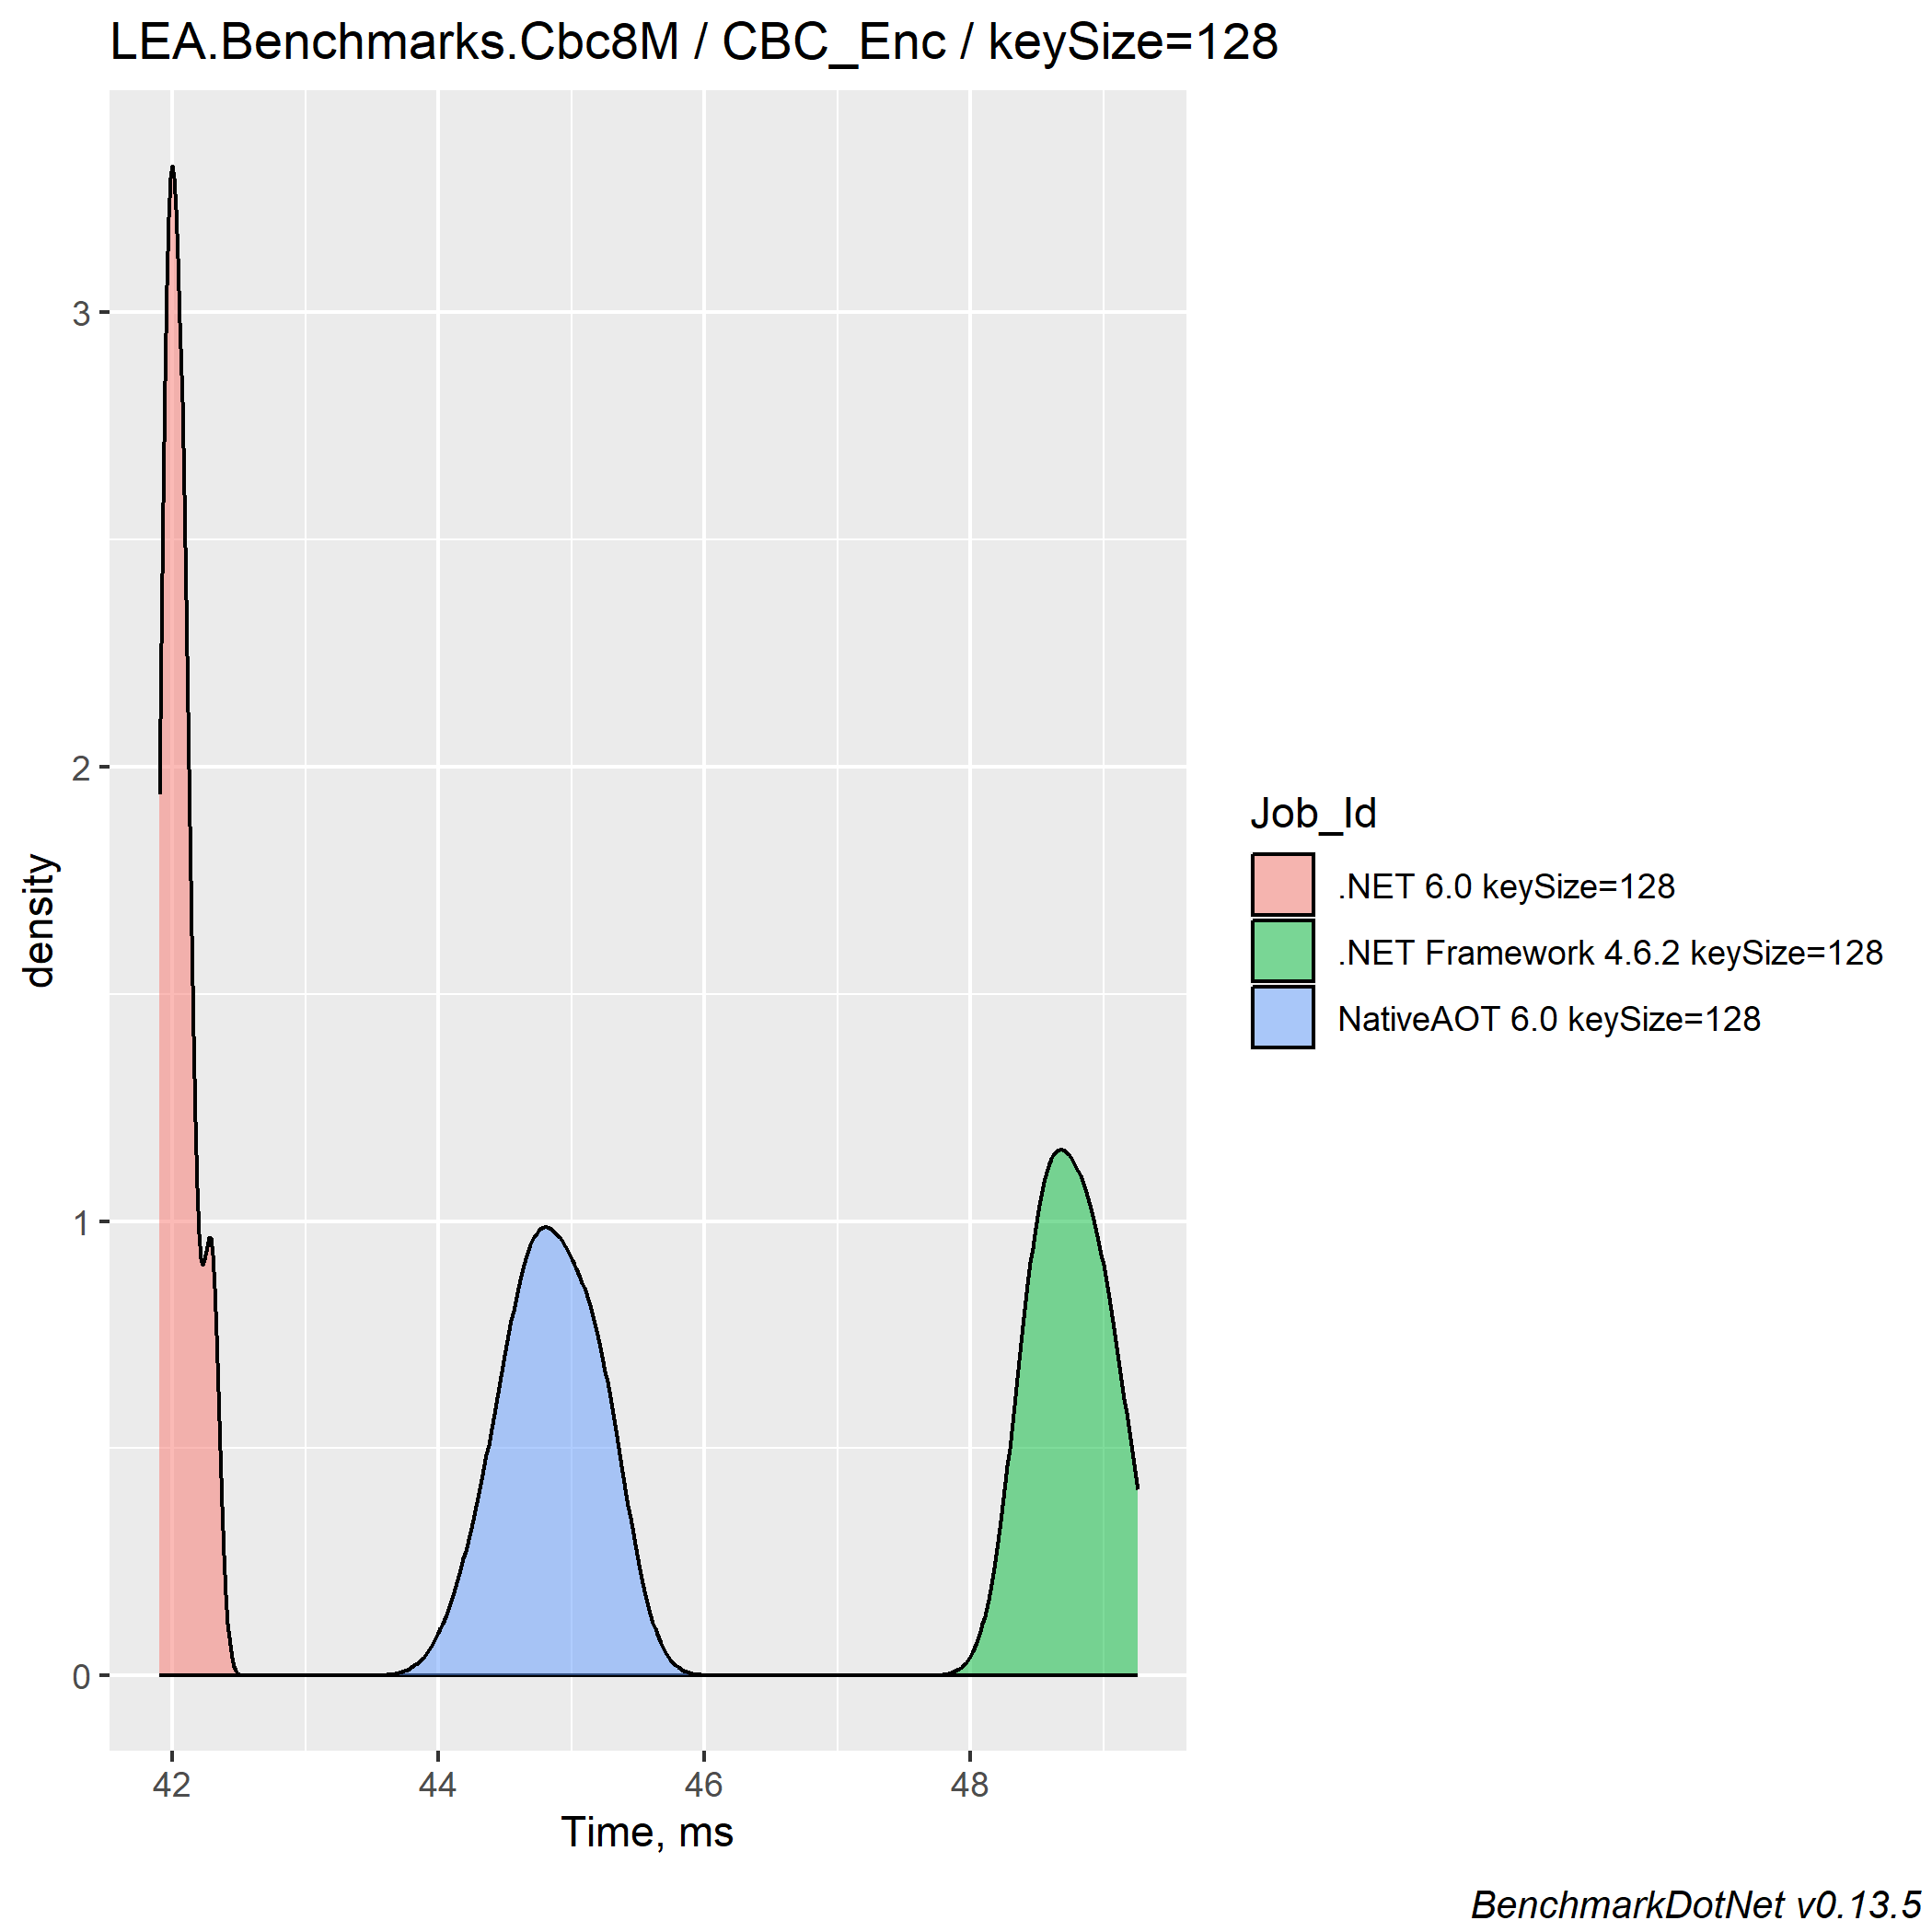 LEA.Benchmarks.Cbc8M / CBC_Enc / keySize=128
3
2
1
0
density
42 44 46 48
Time, ms
Job_Id
.NET 6.0 keySize=128
.NET Framework 4.6.2 keySize=128
NativeAOT 6.0 keySize=128
BenchmarkDotNet v0.13.5